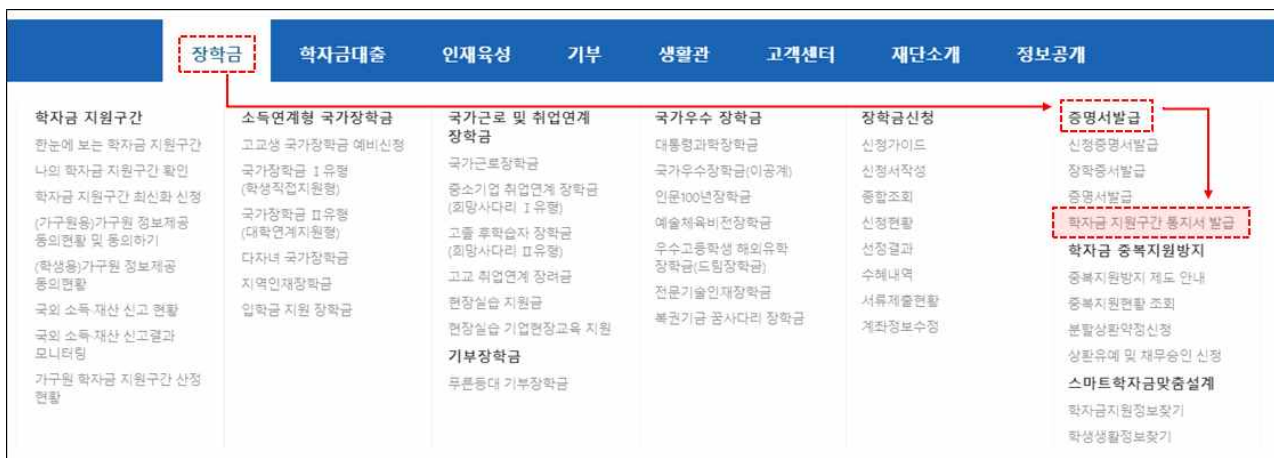 장학금 학자금대출 인재육성 기부 생활관 고객센터 재단소개 정보공개
학자금 지원구간
한눈에 보는 학자금 지원구간
나의 학자금 지원구간 확인
학자금 지원구간 최신화 신청
(가구원용)가구원 정보제공
동의현황 및 동의하기
(학생용)가구원 정보제공
동의현황
국외 소득·재산 신고 현황
국외 소득·재산 신고결과
모니터링
가구원 학자금 지원구간 산정
현황
소득연계형 국가장학금
고교생 국가장학금 예비신청
국가장학금 Ⅰ유형
(학생직접지원형)
국가장학금 Ⅱ유형
(대학연계지원형)
다자녀 국가장학금
지역인재장학금
입학금 지원 장학금
국가근로 및 취업연계
장학금
국가근로장학금
중소기업 취업연계 장학금
(희망사다리 Ⅰ유형)
고졸 후학습자 장학금
(희망사다리 Ⅱ유형)
고교 취업연계 장려금
현장실습 지원금
현장실습 기업현장교육 지원
기부장학금
푸른등대 기부장학금
국가우수 장학금
대통령과학장학금
국가우수장학금(이공계)
인문100년장학금
예술체육비전장학금
우수고등학생 해외유학
장학금(드림장학금)
전문기술인재장학금
복권기금 꿈사다리 장학금
장학금신청
신청가이드
신청서작성
종합조회
신청현황
선정결과
수혜내역
서류제출현황
계좌정보수정
증명서발급
신청증명서발급
장학증서발급
증명서발급
학자금 지원구간 통지서 발급
학자금 중복지원방지
중복지원방지 제도 안내
중복지원현황 조회
분할상환약정신청
상환유예 및 채무승인 신청
스마트학자금맞춤설계
학자금지원정보찾기
학생생활정보찾기